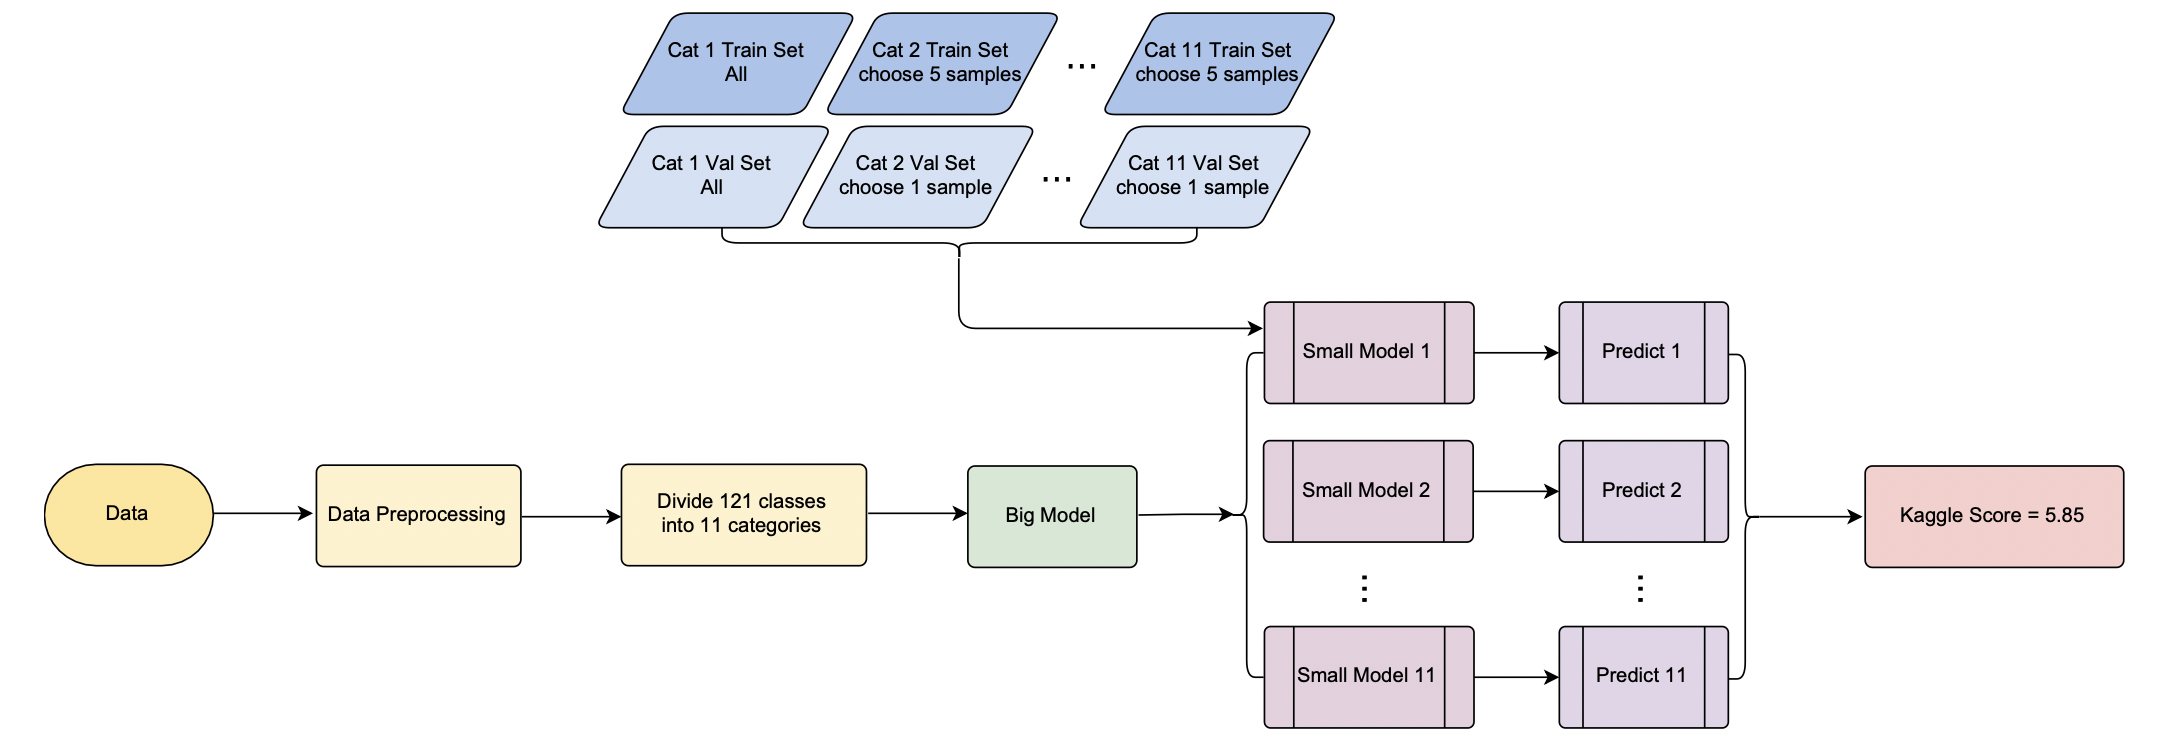 Cat 1 Train Set
All
Cat 2 Train Set
choose 5 samples
...
Cat 11 Train Set
choose 5 samples
Cat 1 Val Set
All
Cat 2 Val Set
choose 1 sample
...
Cat 11 Val Set
choose 1 sample
Small Model 1
Predict 1
Data
Data Preprocessing
Divide 121 classes
into 11 categories
Big Model
Small Model 2
Predict 2
Kaggle Score = 5.85
Small Model 11
Predict 11